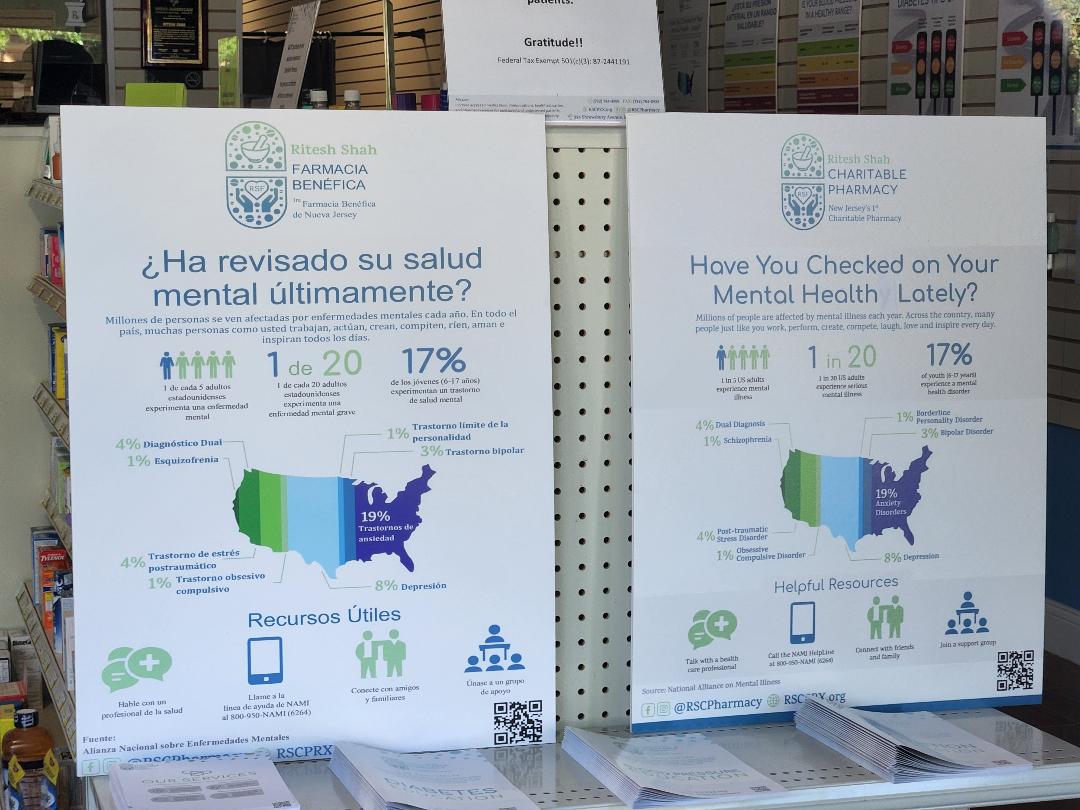 patients.
Gratitude!!
Federal Tax Exempt 501(c)(3): 87-2441191
Ritesh Shah
FARMACIA
BENÉFICA
RSF
1ra Farmacia Benéfica
de Nueva Jersey
¿Ha revisado su salud
mental últimamente?
Millones de personas se ven afectadas por enfermedades mentales cada año. En todo el
país, muchas personas como usted trabajan, actúan, crean, compiten, ríen, aman e
inspiran todos los días.
1 de cada 5 adultos
estadounidenses
experimenta una enfermedad
mental
1 de 20
1 de cada 20 adultos
estadounidenses
experimenta una
enfermedad mental grave
17%
de los jóvenes (6-17 años)
experimentan un trastorno
de salud mental
4% Diagnóstico Dual
1% Esquizofrenia
1% Trastorno límite de la
personalidad
3% Trastorno bipolar
19%
Trastornos de
ansiedad
4% Trastorno de estrés
postraumático
1% Trastorno obsesivo
compulsivo
8% Depresión
Recursos Útiles
Hable con un
profesional de la salud
Llame a la
línea de ayuda de NAMI
al 800-950-NAMI (6264)
Conecte con amigos
y familiares
Únase a un grupo
de apoyo
Fuente:
Alianza Nacional sobre Enfermedades Mentales
@RSCPharmacy
RSCPRX
Ritesh Shah
CHARITABLE
PHARMACY
RSF
New Jersey's 1st
Charitable Pharmacy
Have You Checked on Your
Mental Health Lately?
Millions of people are affected by mental illness each year. Across the country, many
people just like you work, perform, create, compete, laugh, love and inspire every day.
1 in 5 US adults
experience mental
illness
1 in 20
1 in 20 US adults
experience serious
mental illness
17%
of youth (6-17 years)
experience a mental
health disorder
4% Dual Diagnosis
1% Schizophrenia
1% Borderline
Personality Disorder
3% Bipolar Disorder
19%
Anxiety
Disorders
4% Post-traumatic
Stress Disorder
1% Obsessive
Compulsive Disorder
8% Depression
Helpful Resources
Talk with a health
care professional
Call the NAMI HelpLine
at 800-950-NAMI (6264)
Connect with friends
and family
Join a support group
Source: National Alliance on Mental Illness
@RSCPharmacy
RSCPRX.org
OUR SERVICES
DIABETES
TYLENOL